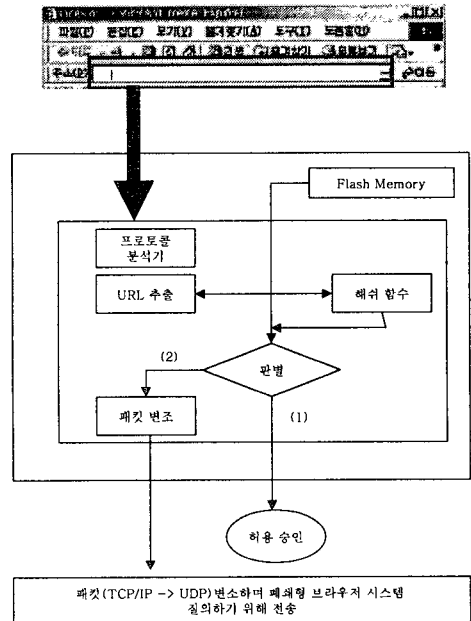 파일(F) 편집(E) 보기(V) 즐겨찾기(A) 도구(T) 도움말(H)
주소(D) 이동
Flash Memory
프로토콜
분석기
URL 추출
해쉬 함수
(2)
판별
패킷 변조
(1)
허용 승인
패킷(TCP/IP -> UDP)변소하며 폐쇄형 브라우저 시스템
질의하기 위해 전송